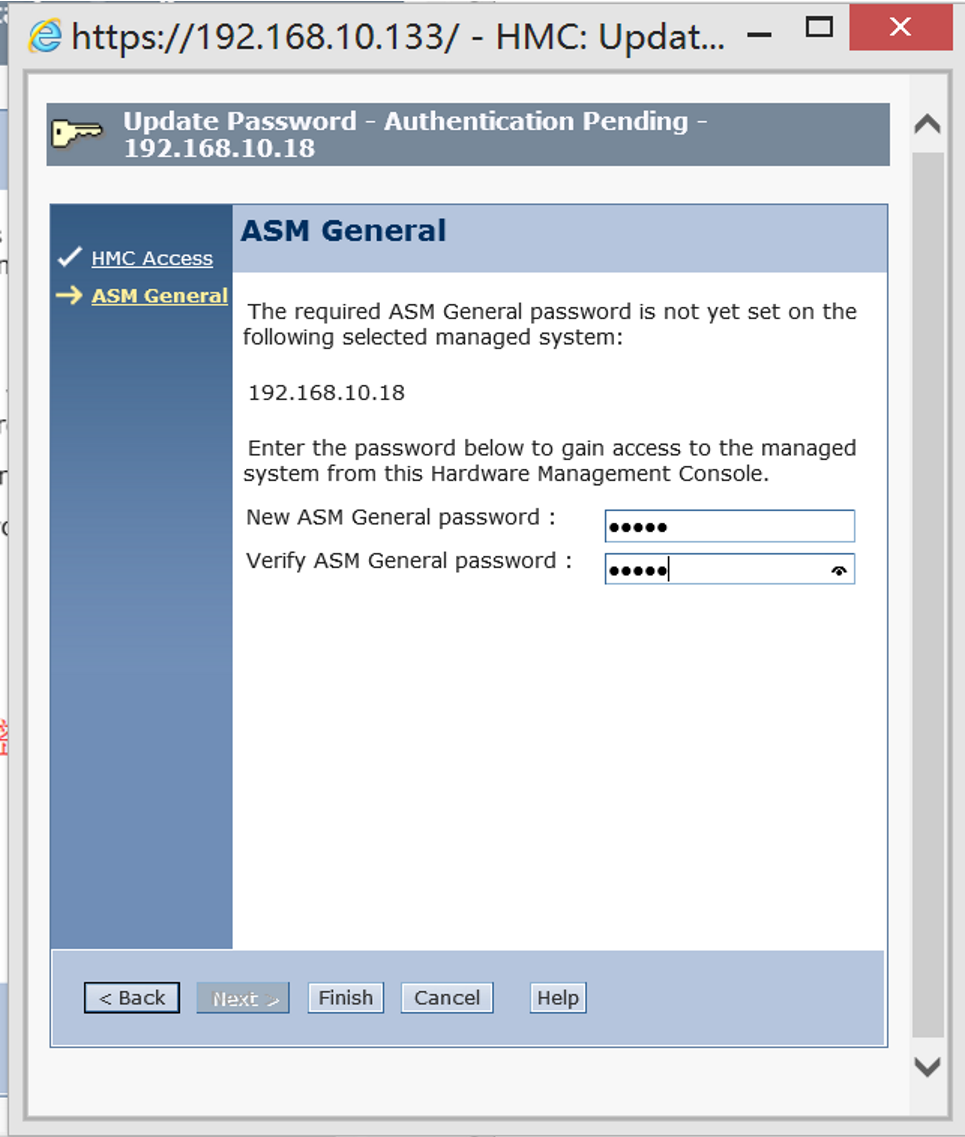 https://192.168.10.133/ - HMC: Updat...
Update Password - Authentication Pending -
192.168.10.18
HMC Access
ASM General
ASM General
The required ASM General password is not yet set on the
following selected managed system:
192.168.10.18
Enter the password below to gain access to the managed
system from this Hardware Management Console.
New ASM General password :
•••••
Verify ASM General password :
•••••
< Back
Next >
Finish
Cancel
Help